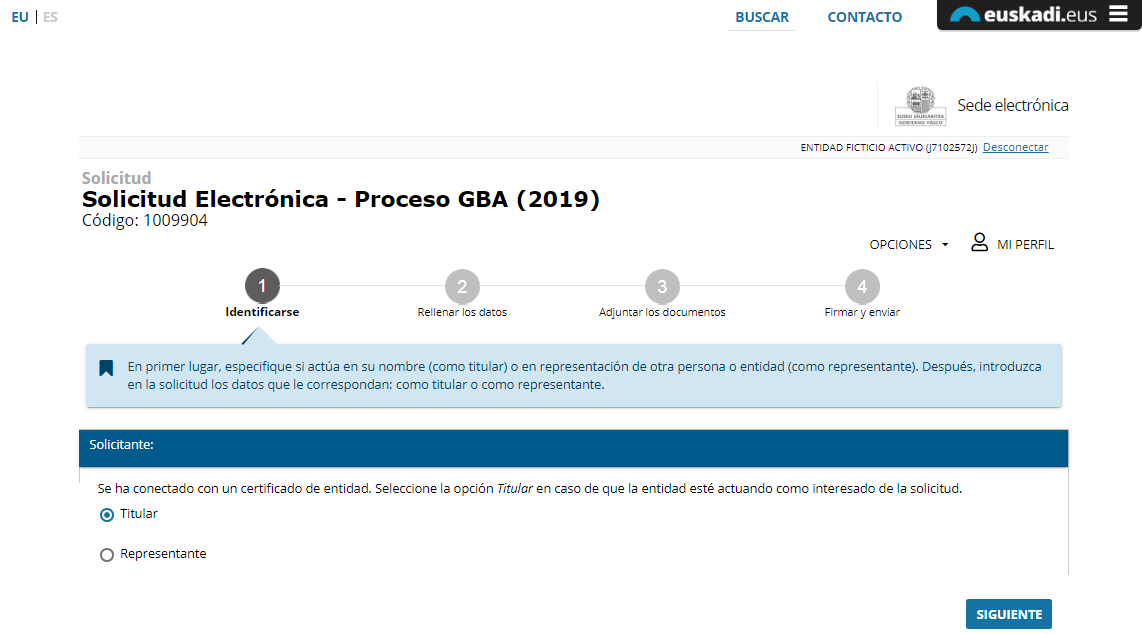 EU | ES
BUSCAR
CONTACTO
euskadi.eus
EUSKO JAURLARITZA
GOBIERNO VASCO
Sede electrónica
ENTIDAD FICTICIO ACTIVO (J7102572J) Desconectar
Solicitud
Solicitud Electrónica - Proceso GBA (2019)
Código: 1009904
OPCIONES
MI PERFIL
1
2
3
4
Identificarse
Rellenar los datos
Adjuntar los documentos
Firmar y enviar
En primer lugar, especifique si actúa en su nombre (como titular) o en representación de otra persona o entidad (como representante). Después, introduzca
en la solicitud los datos que le correspondan: como titular o como representante.
Solicitante:
Se ha conectado con un certificado de entidad. Seleccione la opción Titular en caso de que la entidad esté actuando como interesado de la solicitud.
Titular
Representante
SIGUIENTE